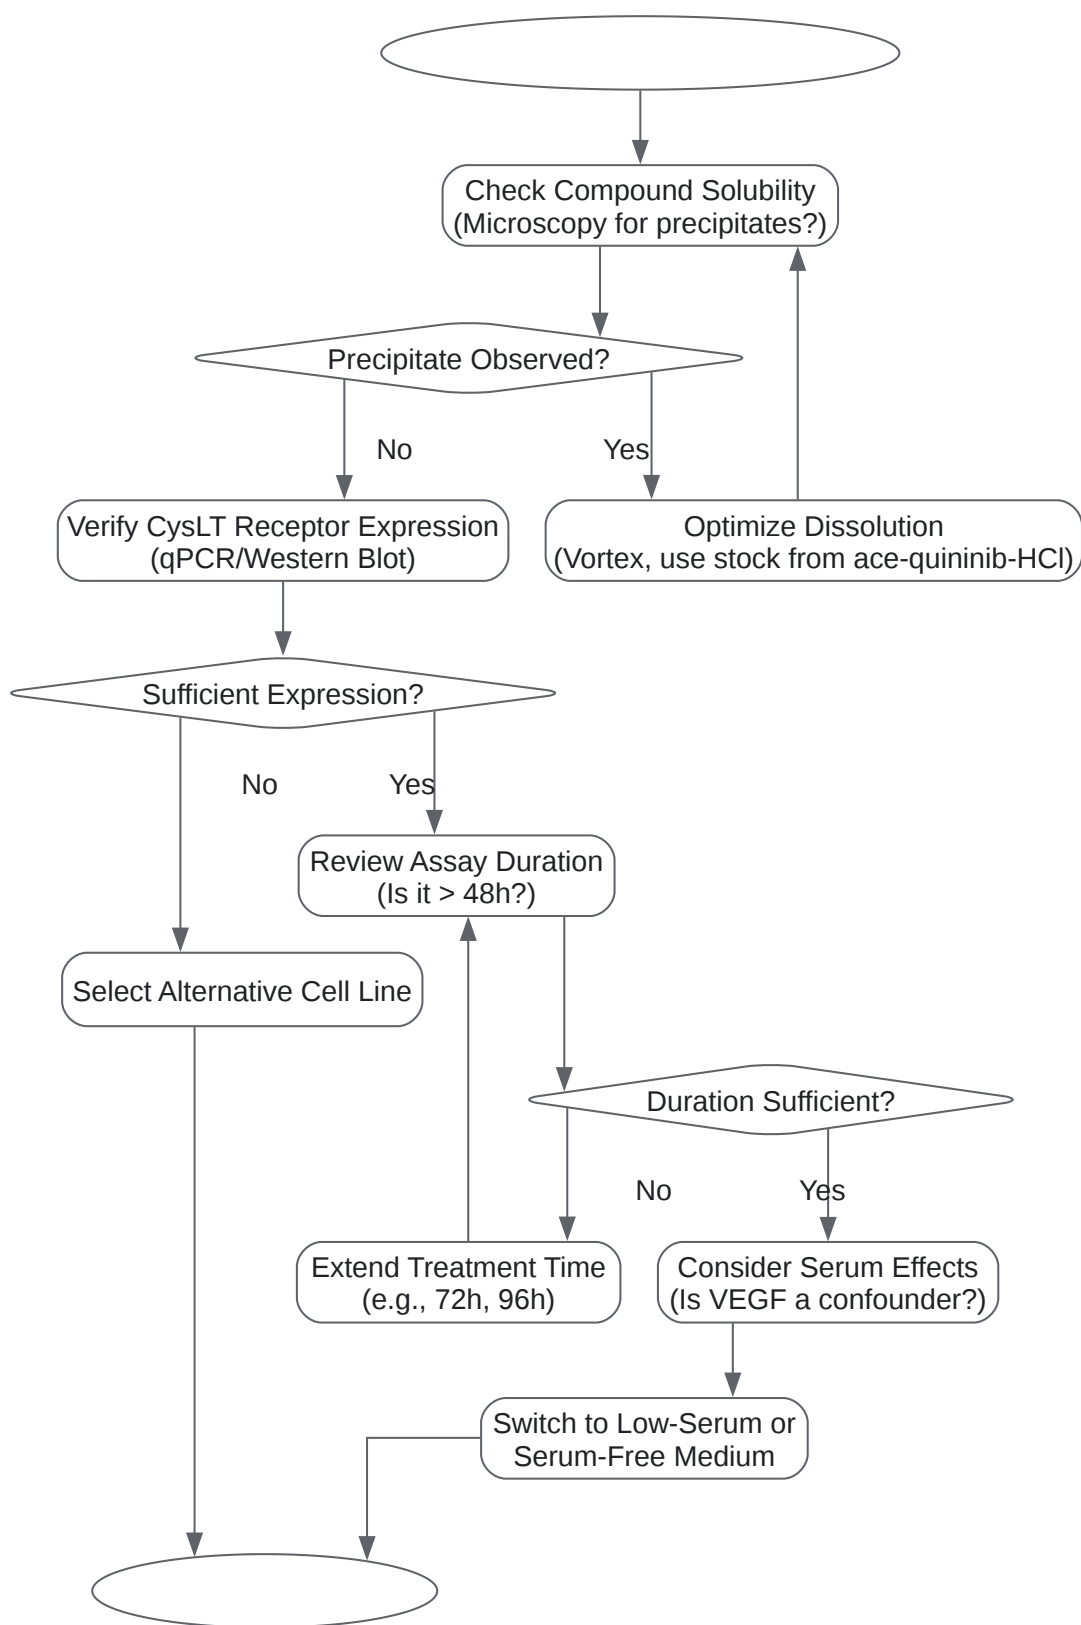 Check Compound Solubility
(Microscopy for precipitates?)
Precipitate Observed?
No
Yes
Verify CysLT Receptor Expression
(qPCR/Western Blot)
Optimize Dissolution
(Vortex, use stock from ace-quininib-HCl)
Sufficient Expression?
No
Yes
Review Assay Duration
(Is it > 48h?)
Select Alternative Cell Line
Duration Sufficient?
No
Yes
Extend Treatment Time
(e.g., 72h, 96h)
Consider Serum Effects
(Is VEGF a confounder?)
Switch to Low-Serum or
Serum-Free Medium